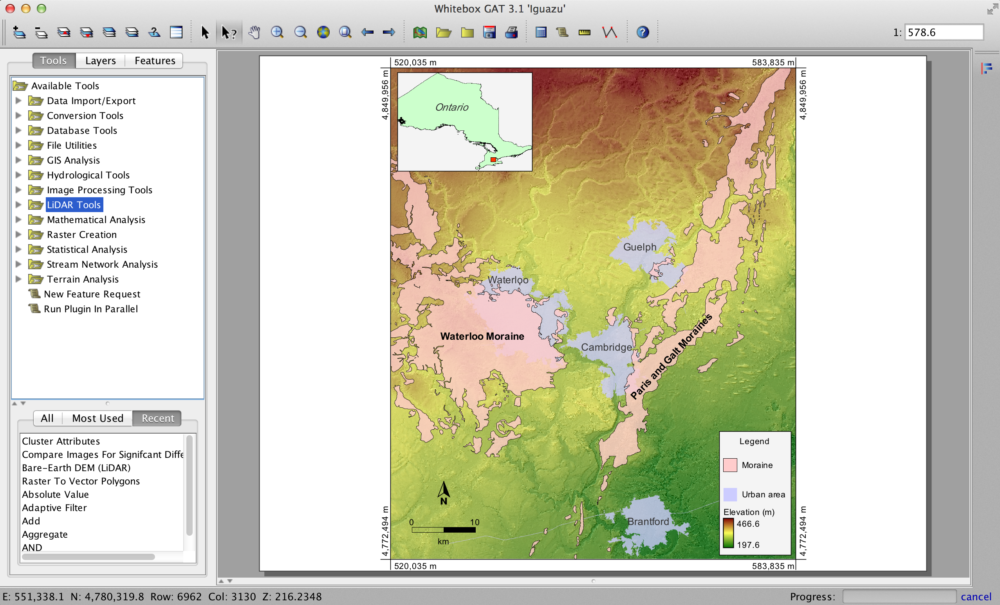 Whitebox GAT 3.1 'Iguazu'
1: 578.6
Tools Layers Features
Available Tools
Data Import/Export
Conversion Tools
Database Tools
File Utilities
GIS Analysis
Hydrological Tools
Image Processing Tools
LiDAR Tools
Mathematical Analysis
Raster Creation
Statistical Analysis
Stream Network Analysis
Terrain Analysis
New Feature Request
Run Plugin In Parallel
All Most Used Recent
Cluster Attributes
Compare Images For Signifcant Diffe
Bare-Earth DEM (LiDAR)
Raster To Vector Polygons
Absolute Value
Adaptive Filter
Add
Aggregate
AND
520,035 m 583,835 m
4,849,956 m 4,849,956 m
Ontario
Guelph
Waterloo
Waterloo Moraine
Cambridge
Paris and Galt Moraines
Brantford
N
0 10
km
Legend
Moraine
Urban area
Elevation (m)
466.6
197.6
4,772,494 m 4,772,494 m
520,035 m 583,835 m
E: 551,338.1 N: 4,780,319.8 Row: 6962 Col: 3130 Z: 216.2348
Progress: cancel